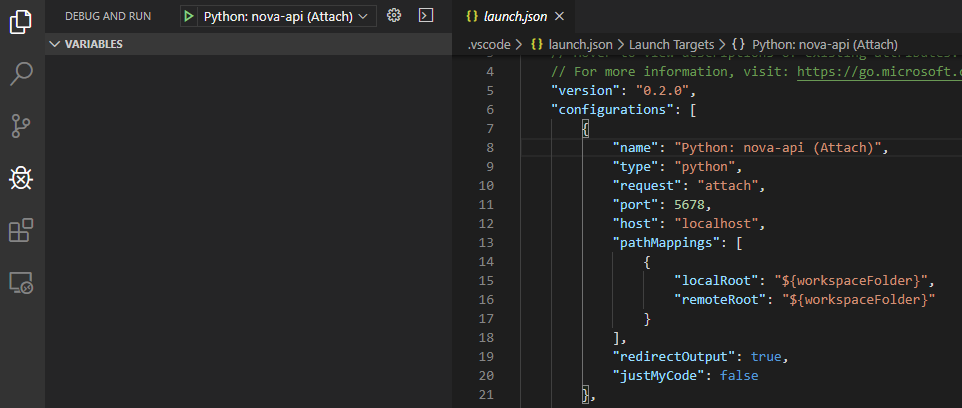 DEBUG AND RUN
Python: nova-api (Attach)
VARIABLES
launch.json
.vscode > launch.json > Launch Targets > Python: nova-api (Attach)
4 // For more information, visit: https://go.microsoft.
5 "version": "0.2.0",
6 "configurations": [
7 {
8 "name": "Python: nova-api (Attach)",
9 "type": "python",
10 "request": "attach",
11 "port": 5678,
12 "host": "localhost",
13 "pathMappings": [
14 {
15 "localRoot": "${workspaceFolder}",
16 "remoteRoot": "${workspaceFolder}"
17 }
18 ],
19 "redirectOutput": true,
20 "justMyCode": false
21 },